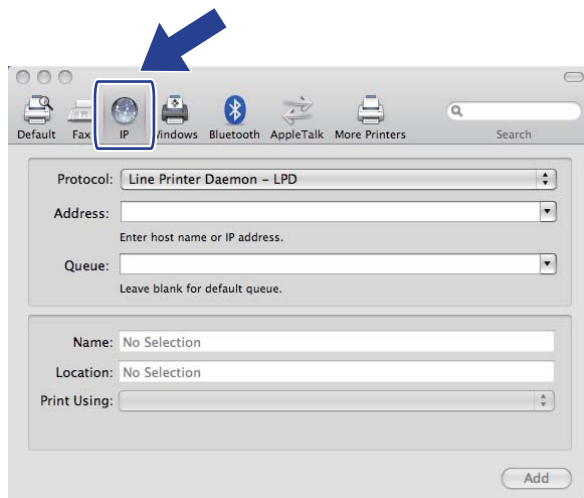 Default Fax IP Windows Bluetooth AppleTalk More Printers Search
Protocol: Line Printer Daemon – LPD
Address:
Enter host name or IP address.
Queue:
Leave blank for default queue.
Name: No Selection
Location: No Selection
Print Using:
Add